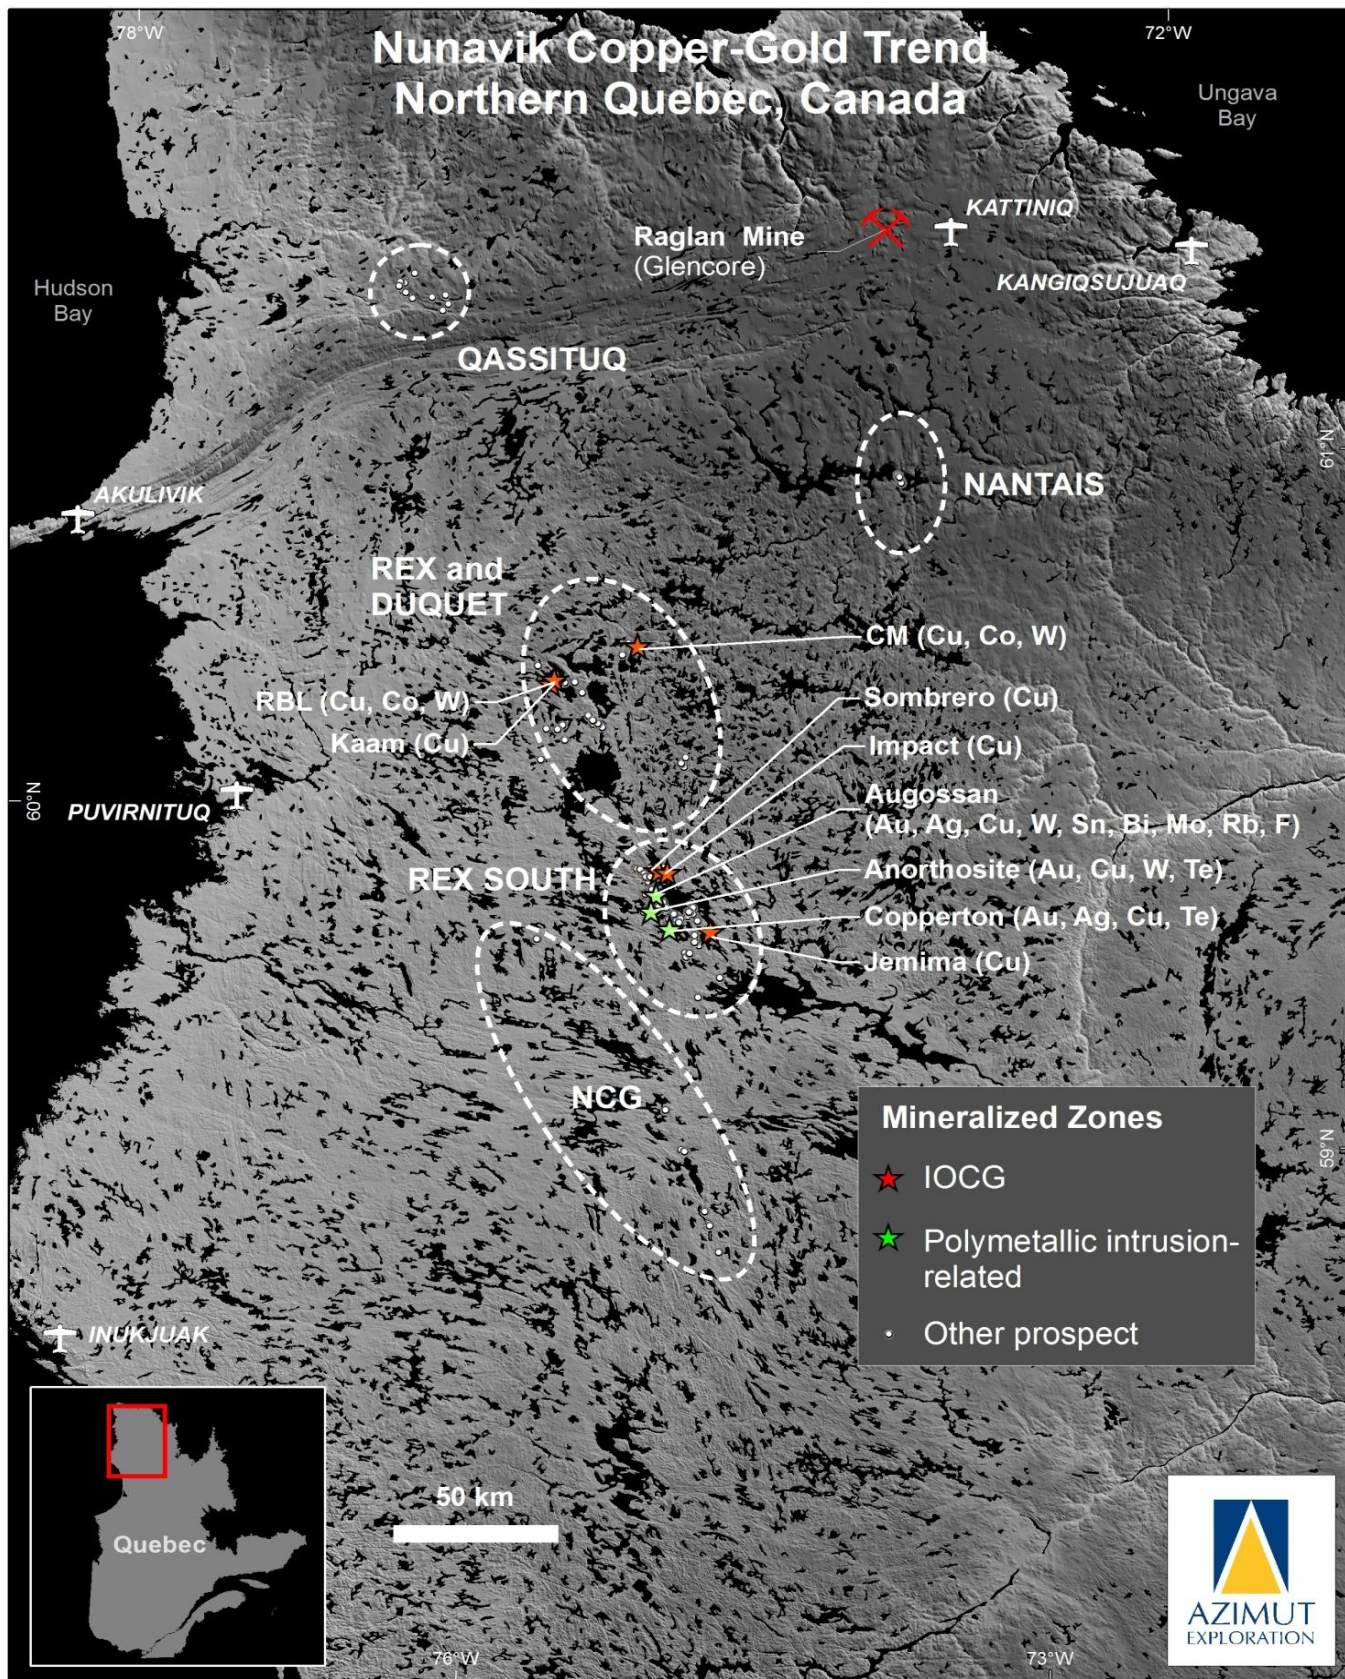 78°W
72°W
Nunavik Copper-Gold Trend
Northern Quebec, Canada
Ungava
Bay
KATTINIQ
Raglan Mine
(Glencore)
KANGIQSUJUAQ
Hudson
Bay
QASSITUQ
61°N
NANTAIS
AKULIVIK
REX and
DUQUET
CM (Cu, Co, W)
RBL (Cu, Co, W)
Sombrero (Cu)
Kaam (Cu)
Impact (Cu)
60°N
PUVIRNITUQ
Augossan
(Au, Ag, Cu, W, Sn, Bi, Mo, Rb, F)
REX SOUTH
Anorthosite (Au, Cu, W, Te)
Copperton (Au, Ag, Cu, Te)
Jemima (Cu)
NCG
59°N
Mineralized Zones
IOCG
Polymetallic intrusion-
related
Other prospect
INUKJUAK
Quebec
50 km
AZIMUT
EXPLORATION
76°W
73°W